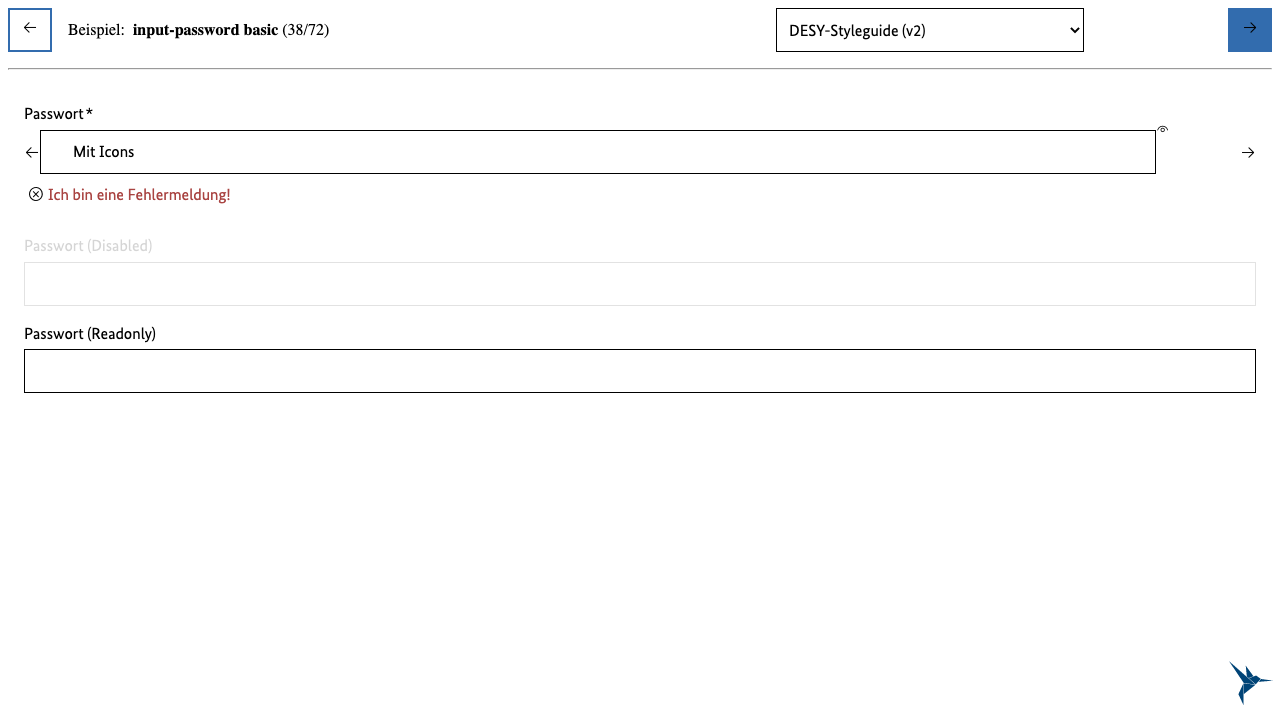 Beispiel: input-password basic (38/72)
DESY-Styleguide (v2)
Passwort*
Mit Icons
Ich bin eine Fehlermeldung!
Passwort (Disabled)
Passwort (Readonly)